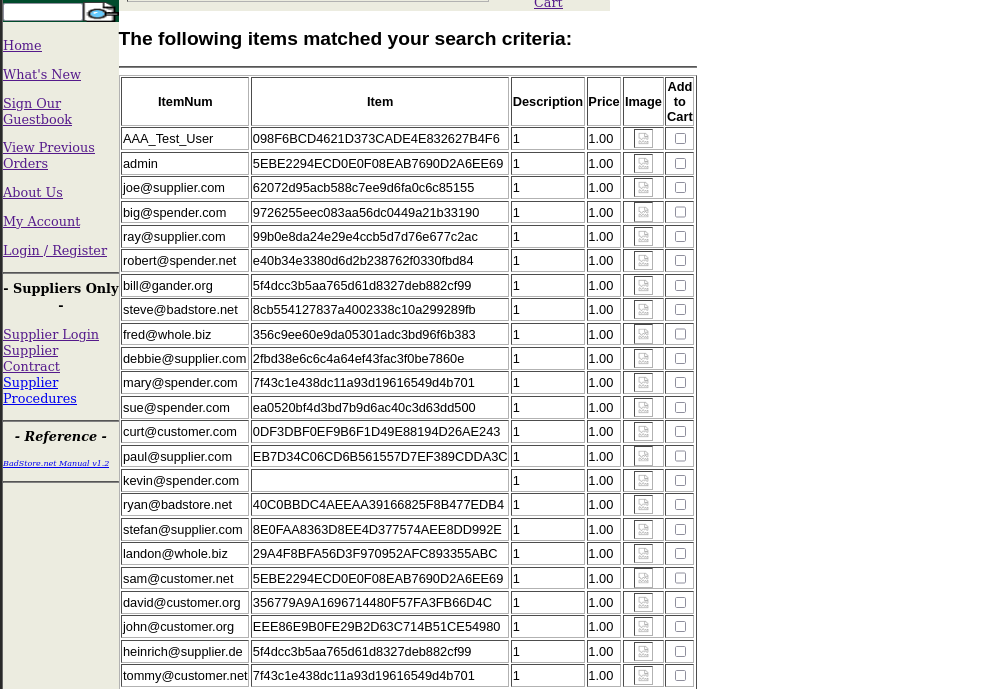 Cart
Home
What's New
Sign Our
Guestbook
View Previous
Orders
About Us
My Account
Login / Register
- Suppliers Only
-
Supplier Login
Supplier
Contract
Supplier
Procedures
- Reference -
BadStore.net Manual v1.2
The following items matched your search criteria:
ItemNum Item Description Price Image Add to Cart
AAA_Test_User 098F6BCD4621D373CADE4E832627B4F6 1 1.00
admin 5EBE2294ECD0E0F08EAB7690D2A6EE69 1 1.00
joe@supplier.com 62072d95acb588c7ee9d6fa0c6c85155 1 1.00
big@spender.com 9726255eec083aa56dc0449a21b33190 1 1.00
ray@supplier.com 99b0e8da24e29e4ccb5d7d76e677c2ac 1 1.00
robert@spender.net e40b34e3380d6d2b238762f0330fbd84 1 1.00
bill@gander.org 5f4dcc3b5aa765d61d8327deb882cf99 1 1.00
steve@badstore.net 8cb554127837a4002338c10a299289fb 1 1.00
fred@whole.biz 356c9ee60e9da05301adc3bd96f6b383 1 1.00
debbie@supplier.com 2fbd38e6c6c4a64ef43fac3f0be7860e 1 1.00
mary@spender.com 7f43c1e438dc11a93d19616549d4b701 1 1.00
sue@spender.com ea0520bf4d3bd7b9d6ac40c3d63dd500 1 1.00
curt@customer.com 0DF3DBF0EF9B6F1D49E88194D26AE243 1 1.00
paul@supplier.com EB7D34C06CD6B561557D7EF389CDDA3C 1 1.00
kevin@spender.com 1 1.00
ryan@badstore.net 40C0BBDC4AEEAA39166825F8B477EDB4 1 1.00
stefan@supplier.com 8E0FAA8363D8EE4D377574AEE8DD992E 1 1.00
landon@whole.biz 29A4F8BFA56D3F970952AFC893355ABC 1 1.00
sam@customer.net 5EBE2294ECD0E0F08EAB7690D2A6EE69 1 1.00
david@customer.org 356779A9A1696714480F57FA3FB66D4C 1 1.00
john@customer.org EEE86E9B0FE29B2D63C714B51CE54980 1 1.00
heinrich@supplier.de 5f4dcc3b5aa765d61d8327deb882cf99 1 1.00
tommy@customer.net 7f43c1e438dc11a93d19616549d4b701 1 1.00